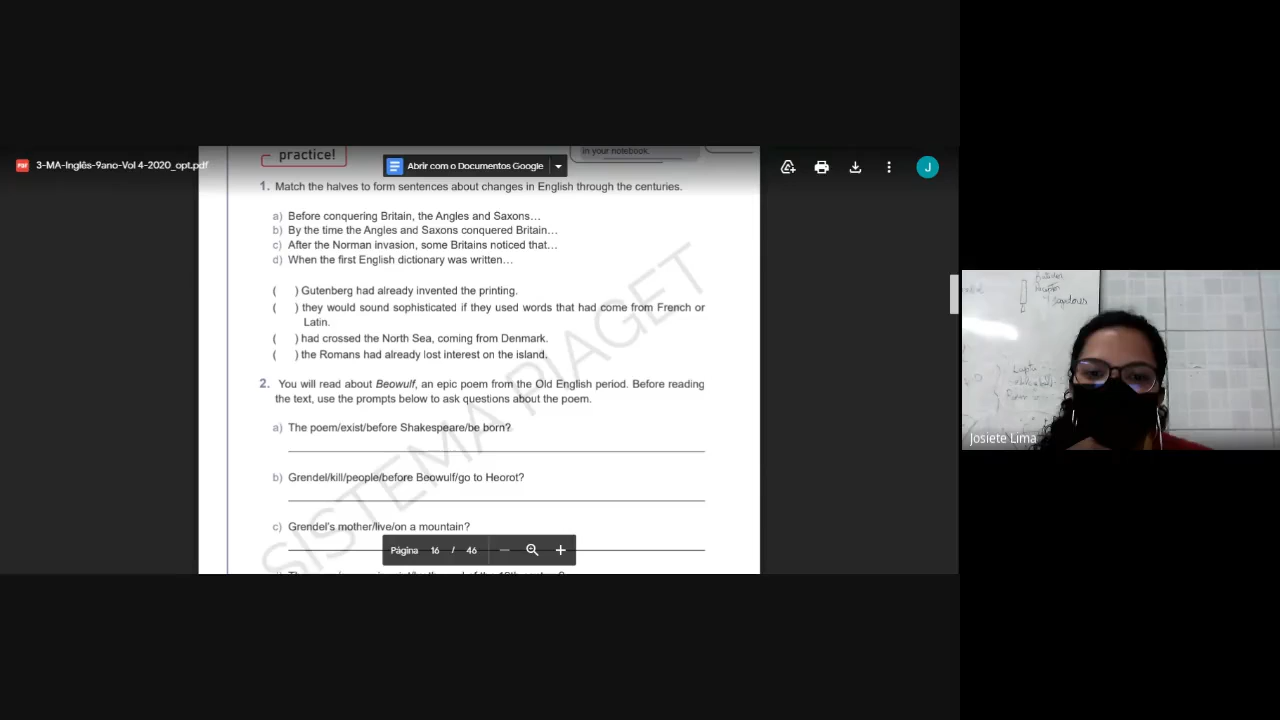 practice!
in your notebook.
3-MA-Inglês-9ano-Vol 4-2020_opt.pdf
Abrir com o Documentos Google
J
1. Match the halves to form sentences about changes in English through the centuries.
a) Before conquering Britain, the Angles and Saxons…
b) By the time the Angles and Saxons conquered Britain…
c) After the Norman invasion, some Britains noticed that…
d) When the first English dictionary was written…
( ) Gutenberg had already invented the printing.
( ) they would sound sophisticated if they used words that had come from French or
Latin.
( ) had crossed the North Sea, coming from Denmark.
( ) the Romans had already lost interest on the island.
2. You will read about Beowulf, an epic poem from the Old English period. Before reading
the text, use the prompts below to ask questions about the poem.
a) The poem/exist/before Shakespeare/be born?
b) Grendel/kill/people/before Beowulf/go to Heorot?
c) Grendel's mother/live/on a mountain?
Página 16 / 46
SISTEMA PIAGET
Josiete Lima